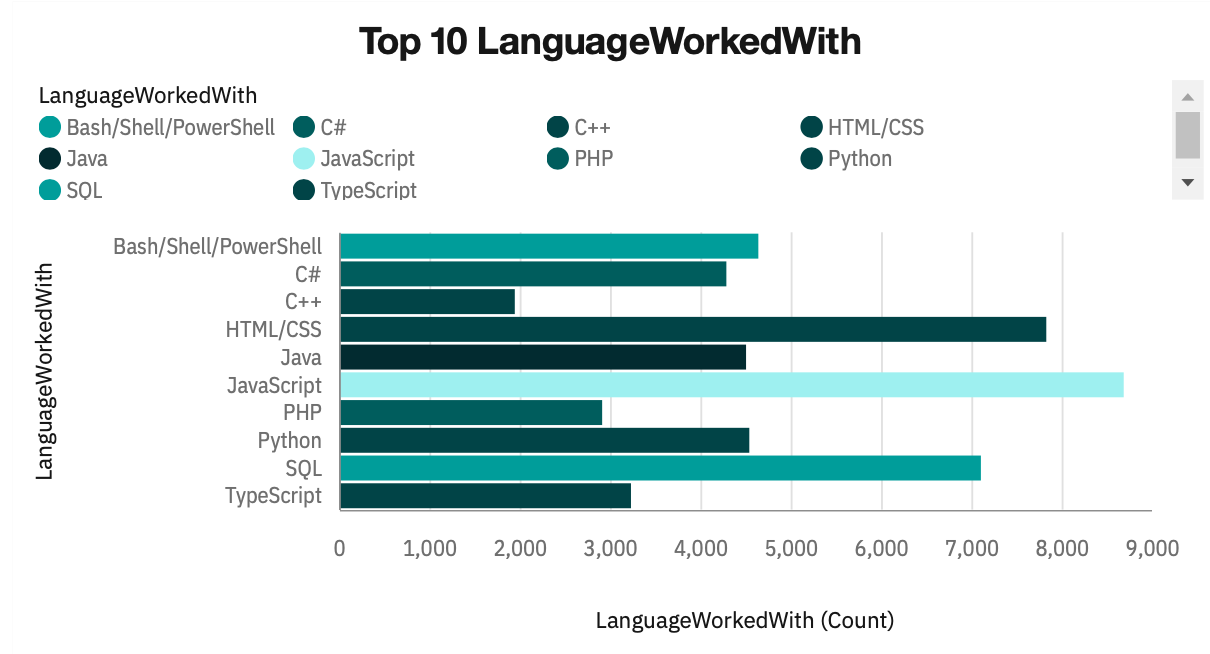 Top 10 LanguageWorkedWith
LanguageWorkedWith
Bash/Shell/PowerShell C# C++ HTML/CSS
Java JavaScript PHP Python
SQL TypeScript
LanguageWorkedWith
Bash/Shell/PowerShell
C#
C++
HTML/CSS
Java
JavaScript
PHP
Python
SQL
TypeScript
0 1,000 2,000 3,000 4,000 5,000 6,000 7,000 8,000 9,000
LanguageWorkedWith (Count)